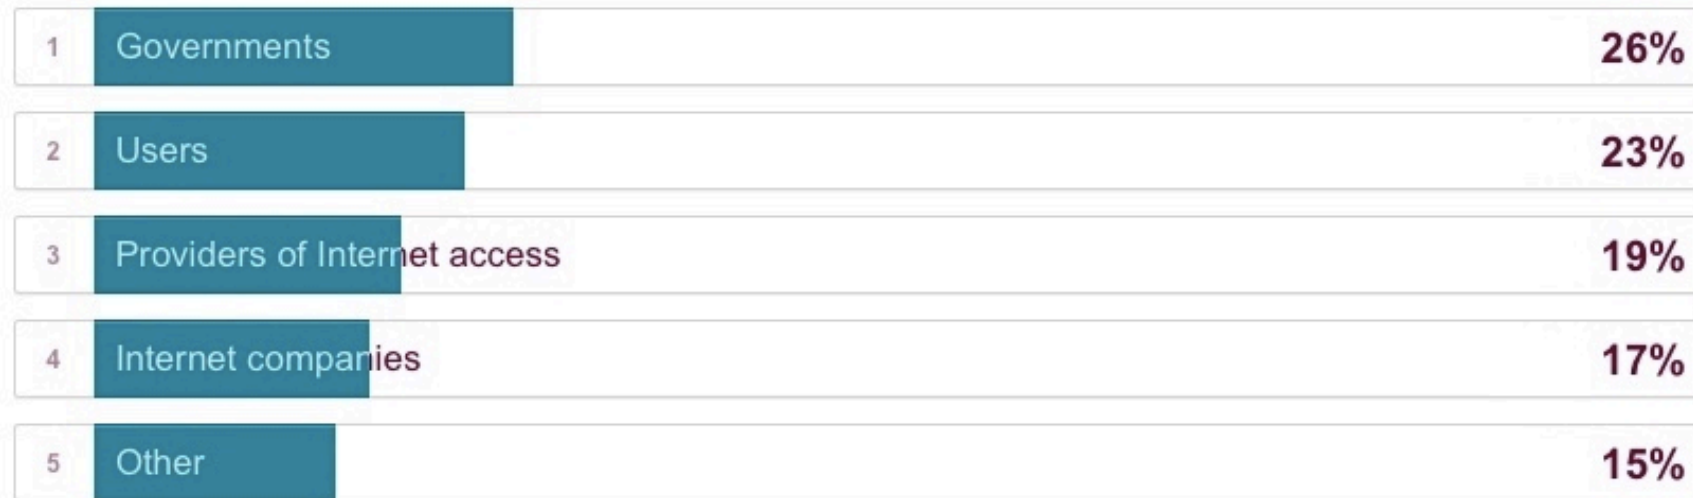 1 Governments 26%
2 Users 23%
3 Providers of Internet access 19%
4 Internet companies 17%
5 Other 15%